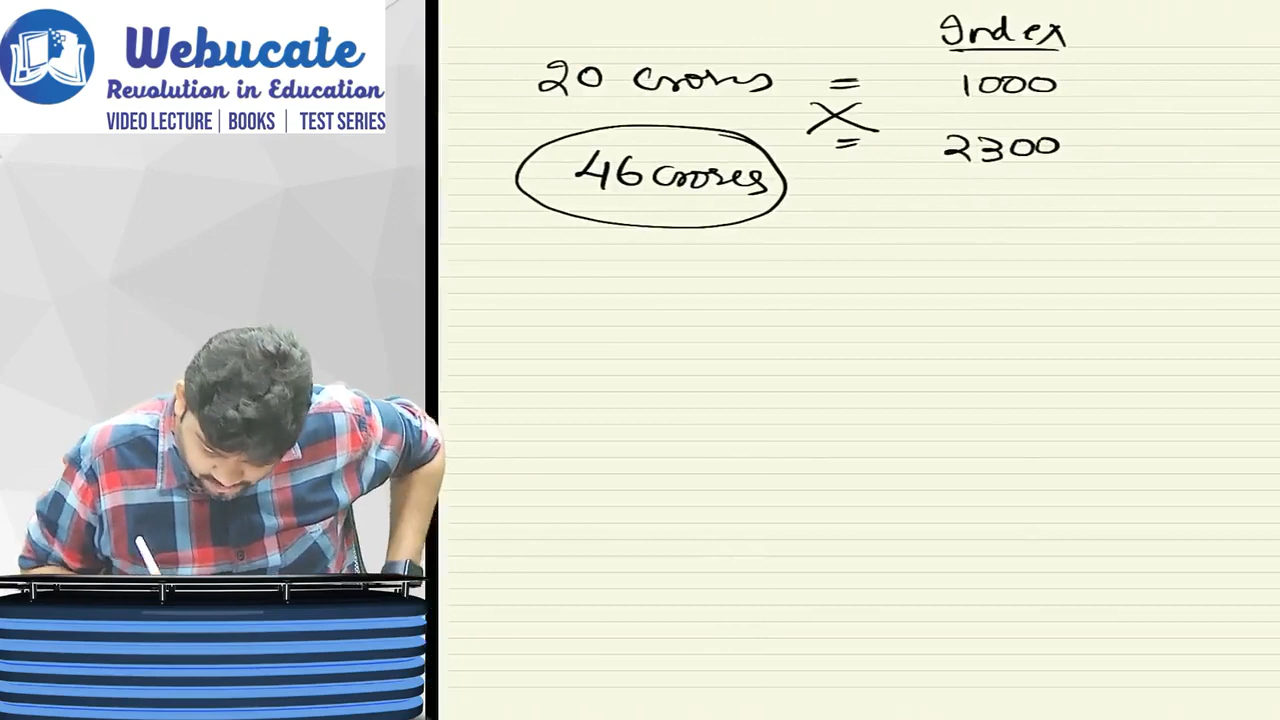 Webucate
Revolution in Education
VIDEO LECTURE | BOOKS | TEST SERIES
Index
20 crores = 1000
46 crores = 2300